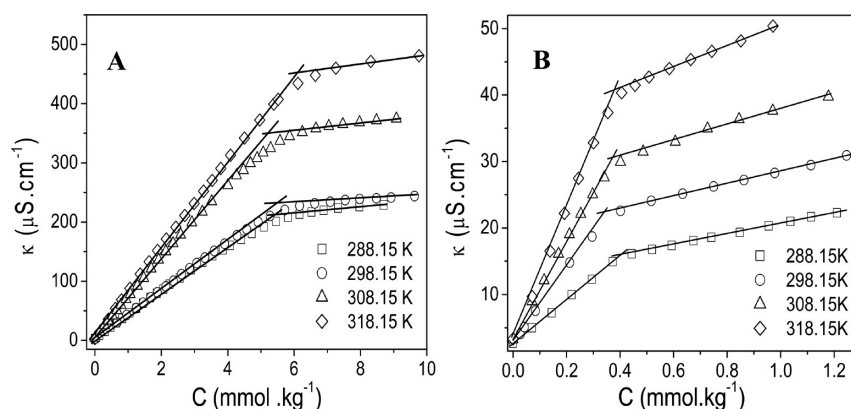 A
κ (μS.cm⁻¹)
500
400
300
200
100
0
0 2 4 6 8 10
C (mmol .kg⁻¹)
288.15 K
298.15 K
308.15 K
318.15 K
B
κ (μS.cm⁻¹)
50
40
30
20
10
0.0 0.2 0.4 0.6 0.8 1.0 1.2
C (mmol.kg⁻¹)
288.15K
298.15K
308.15K
318.15K